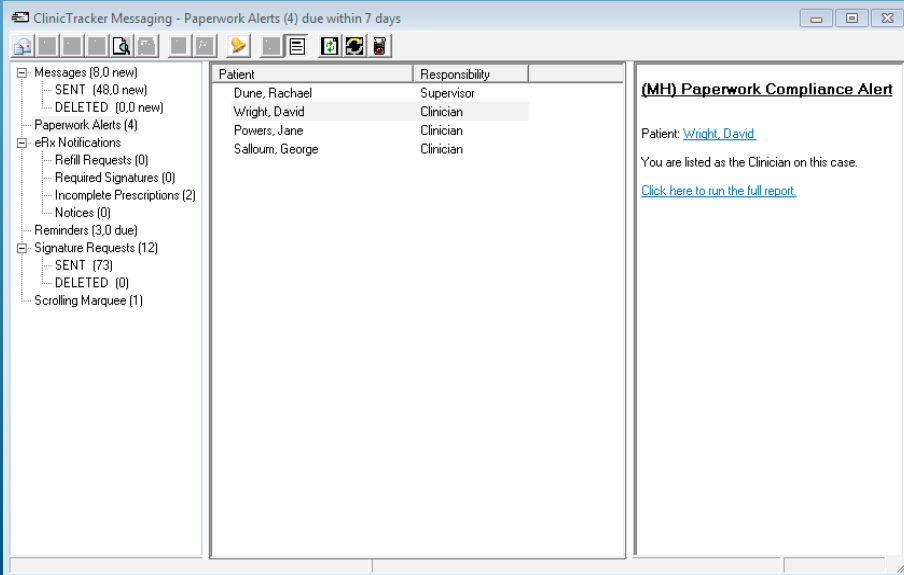 ClinicTracker Messaging - Paperwork Alerts (4) due within 7 days
Messages (8,0 new)
SENT (48,0 new)
DELETED (0,0 new)
Paperwork Alerts (4)
eRx Notifications
Refill Requests (0)
Required Signatures (0)
Incomplete Prescriptions (2)
Notices (0)
Reminders (3,0 due)
Signature Requests (12)
SENT (73)
DELETED (0)
Scrolling Marquee (1)
Patient Responsibility
Dune, Rachael Supervisor
Wright, David Clinician
Powers, Jane Clinician
Salloum, George Clinician
(MH) Paperwork Compliance Alert
Patient: Wright, David
You are listed as the Clinician on this case.
Click here to run the full report.